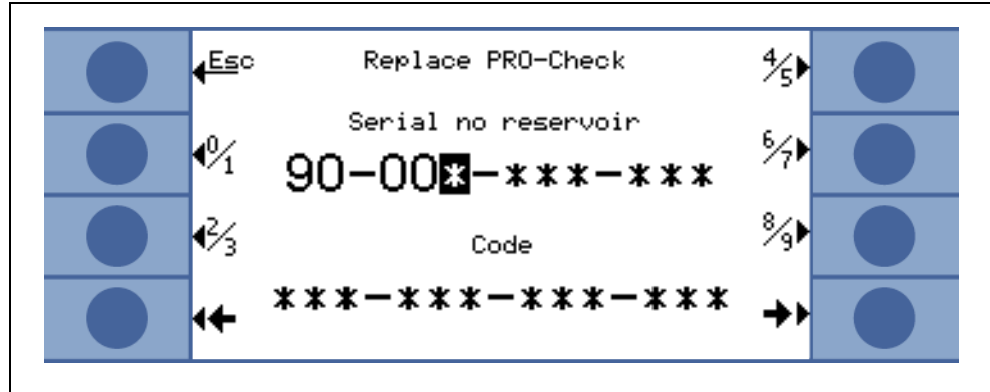 Esc Replace PRO-Check 4/5
Serial no reservoir
0/1 90-00*-***-*** 6/7
2/3 Code 8/9
***-***-***-***